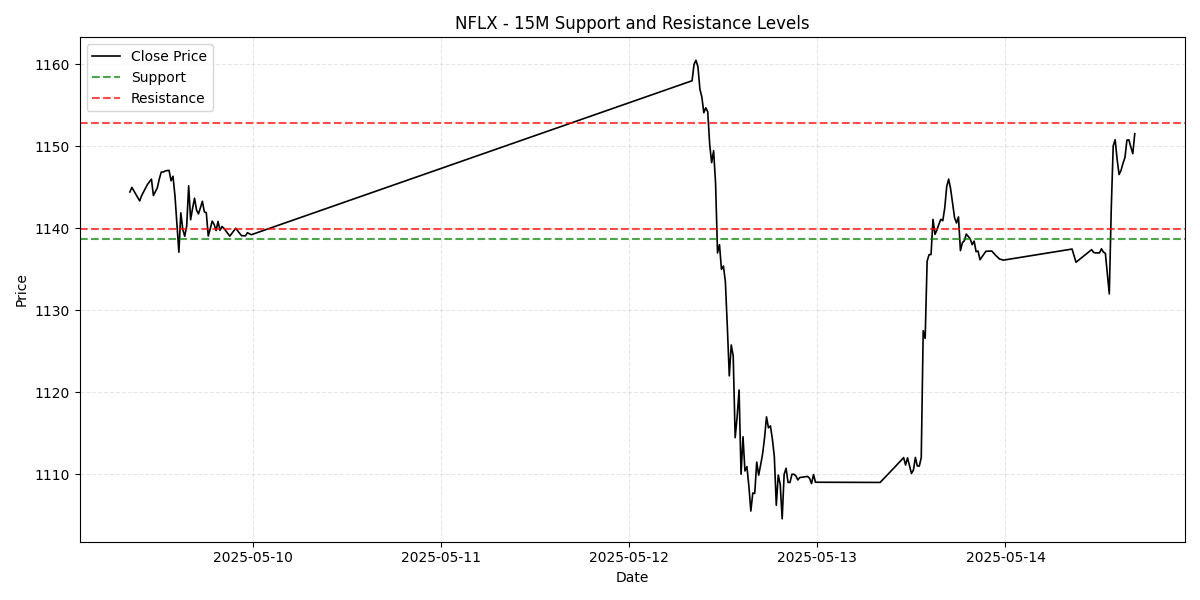 NFLX - 15M Support and Resistance Levels
Close Price
Support
Resistance
Price
1160
1150
1140
1130
1120
1110
2025-05-10
2025-05-11
2025-05-12
2025-05-13
2025-05-14
Date